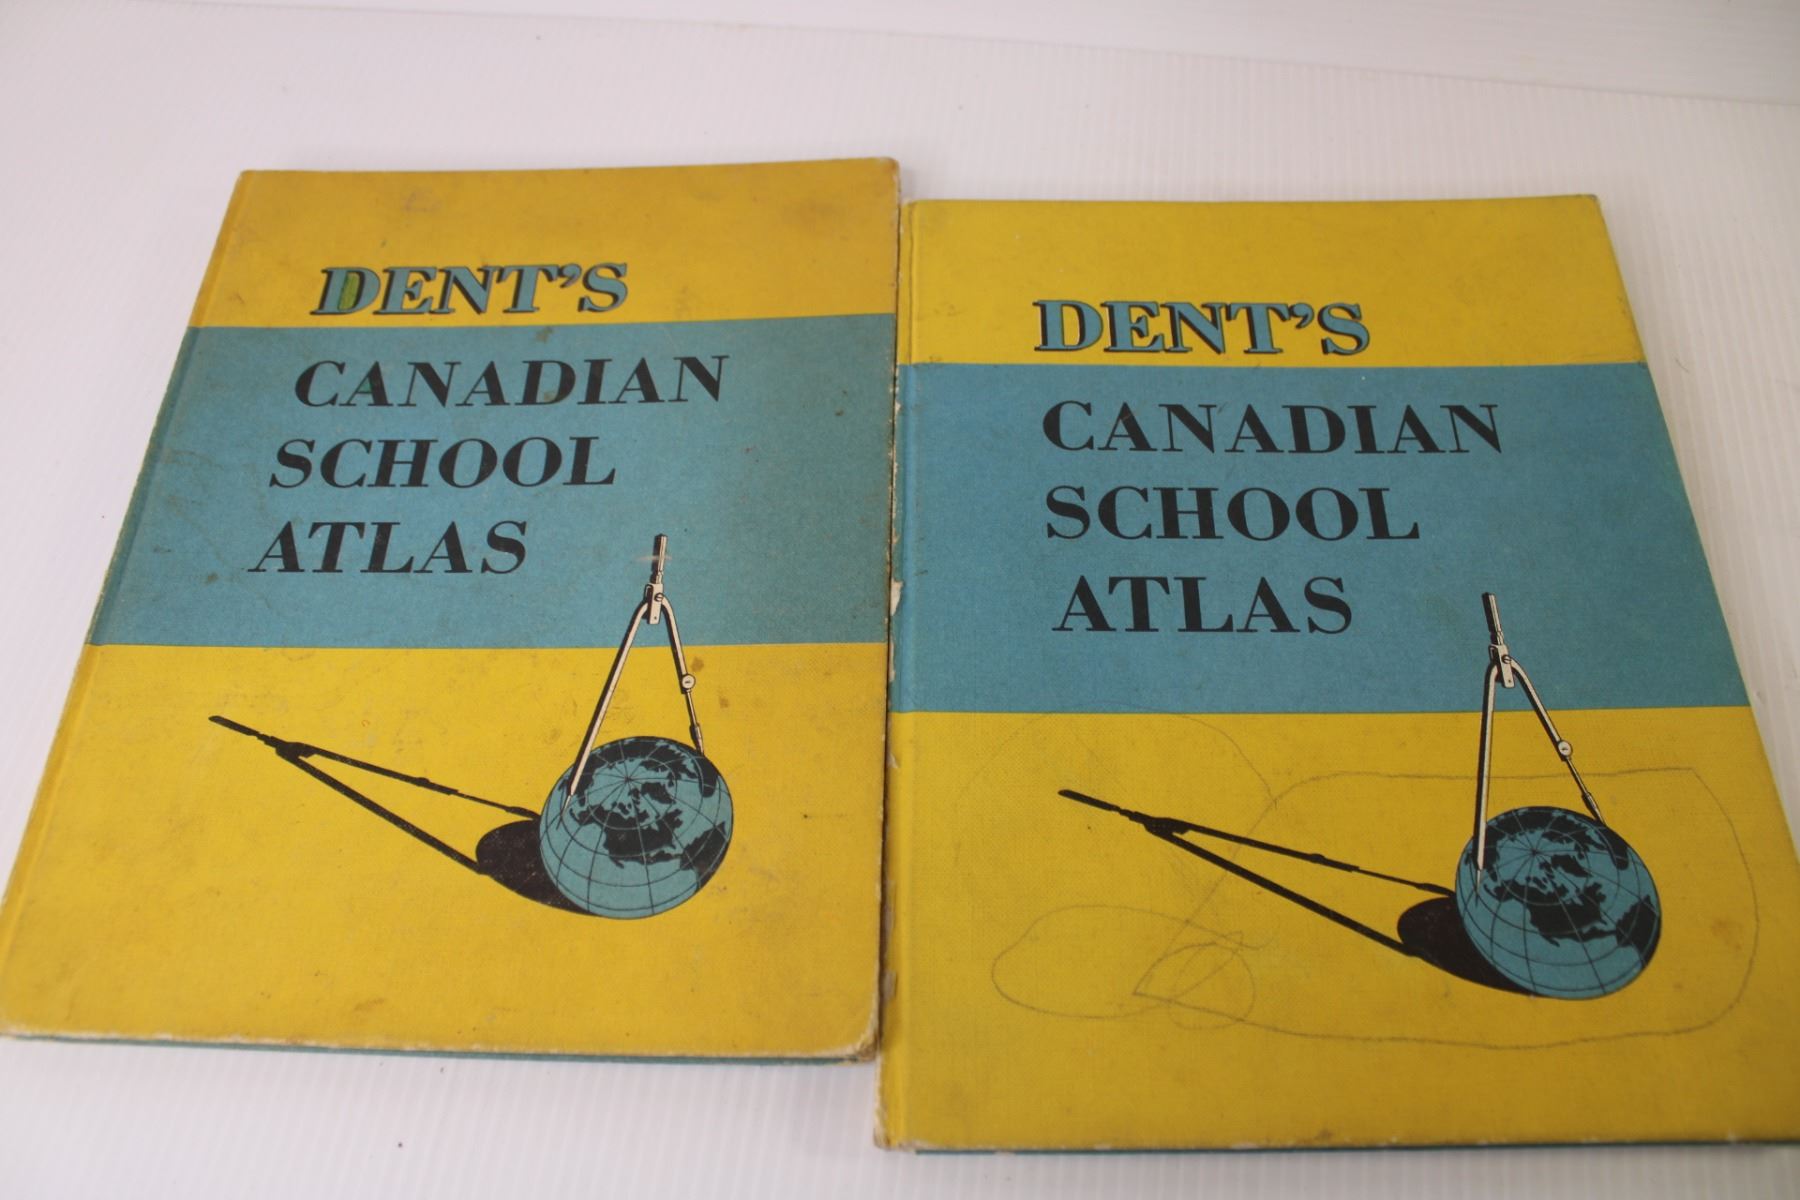 DENT'S
CANADIAN
SCHOOL
ATLAS
DENT'S
CANADIAN
SCHOOL
ATLAS